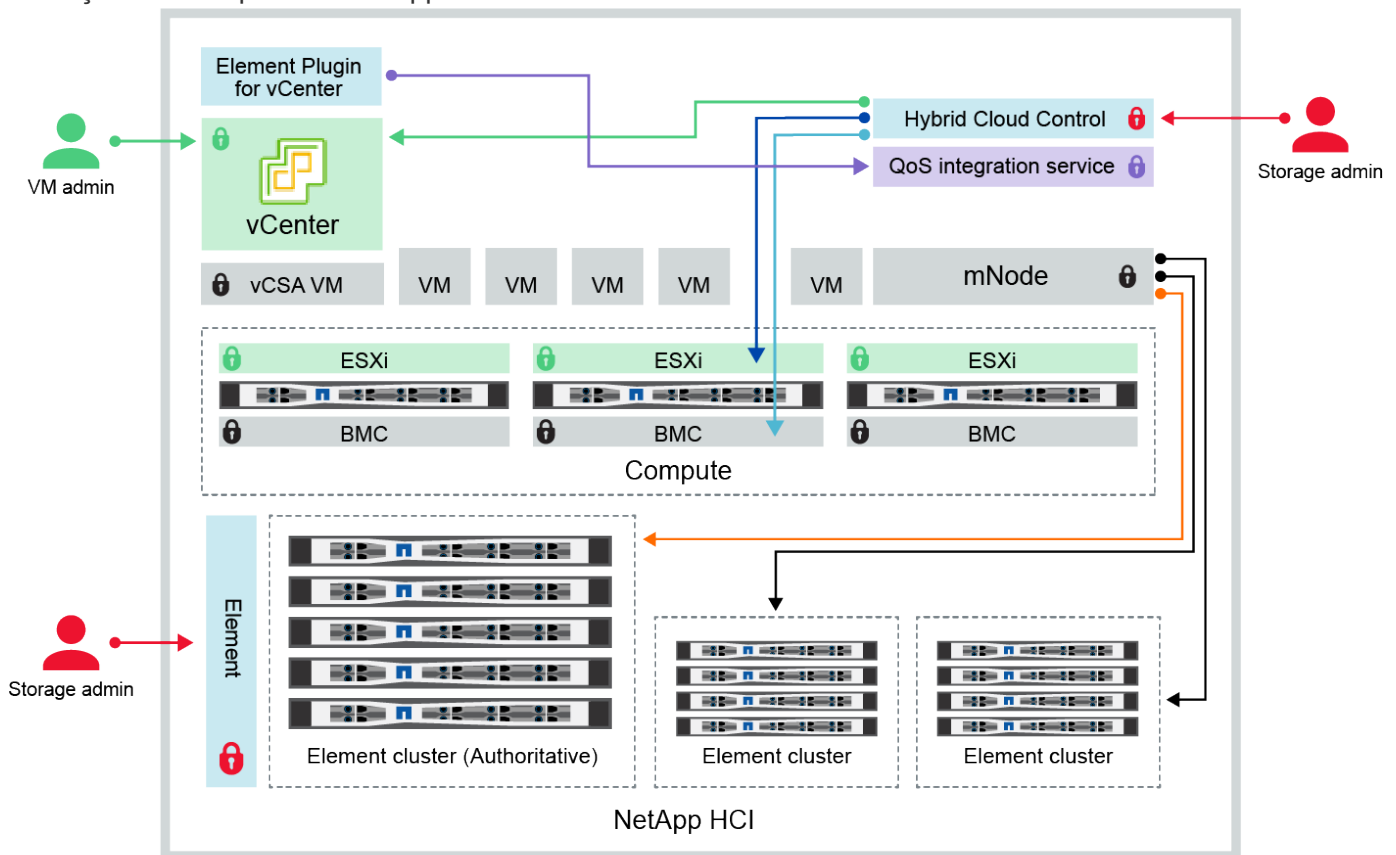 Element Plugin
for vCenter
Hybrid Cloud Control
QoS integration service
VM admin
Storage admin
vCenter
vCSA VM
VM
VM
VM
VM
VM
mNode
ESXi
ESXi
ESXi
BMC
BMC
BMC
Compute
Element
Storage admin
Element cluster (Authoritative)
Element cluster
Element cluster
NetApp HCI